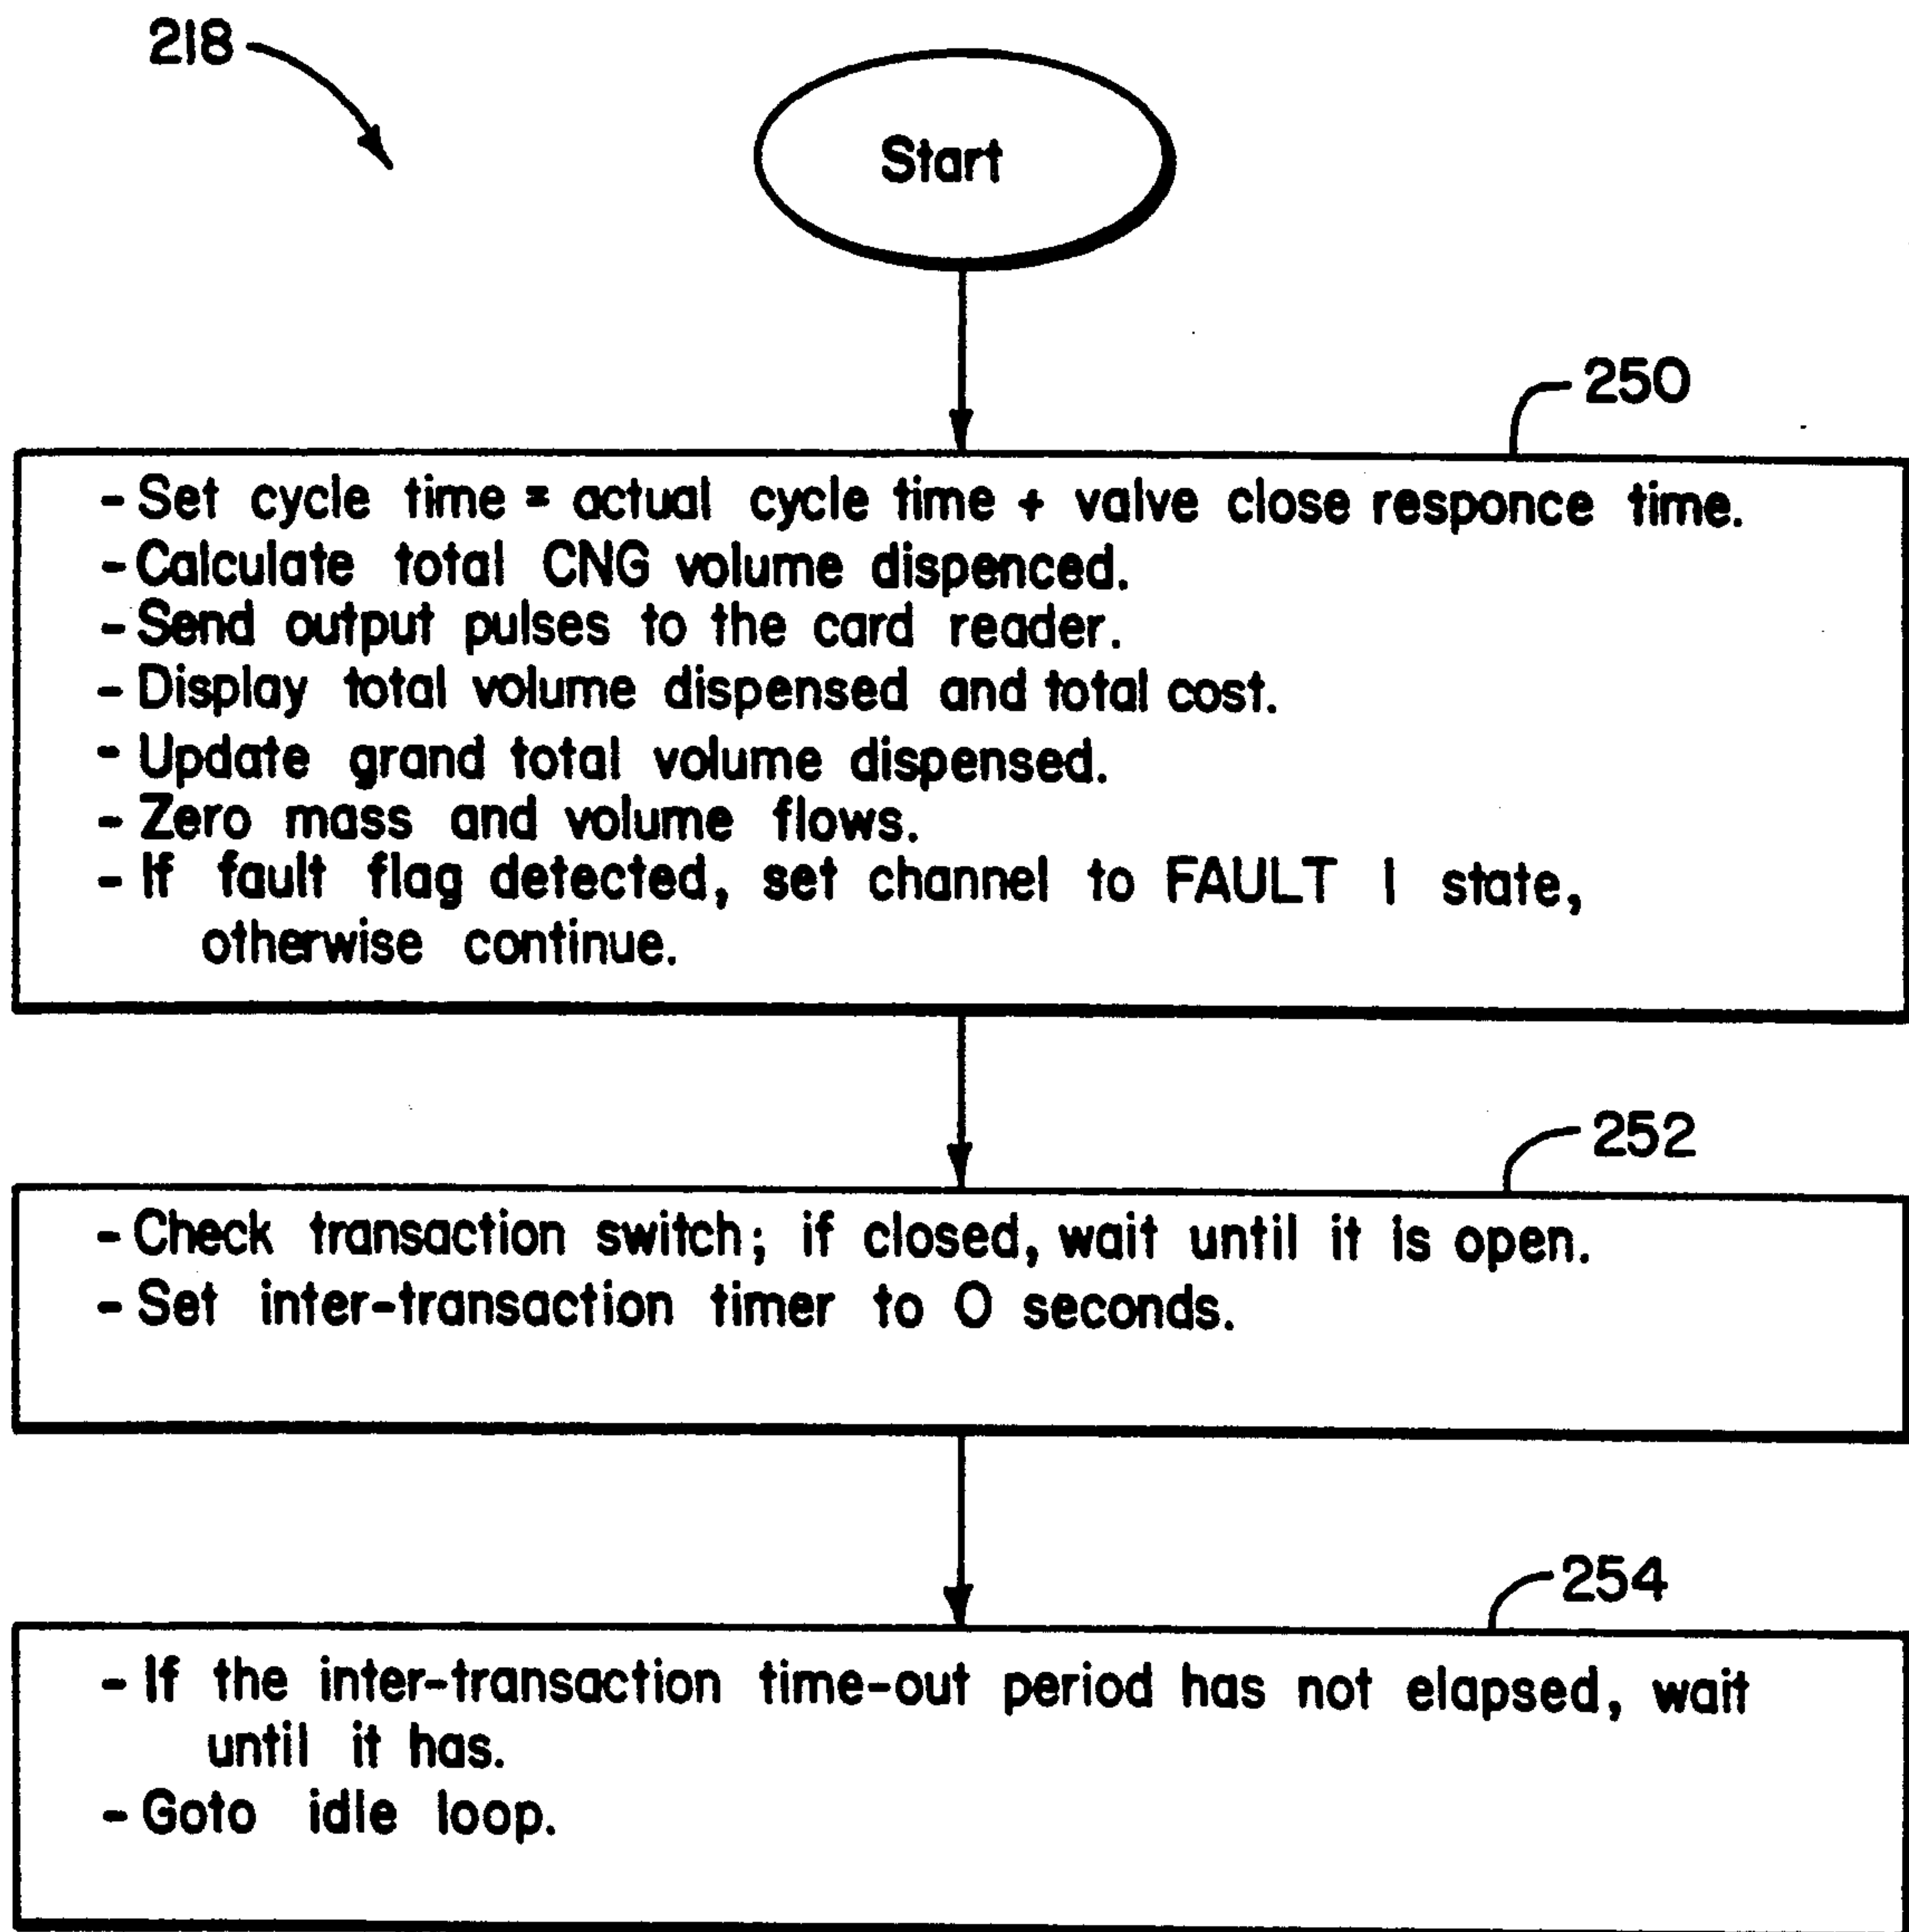 218
Start
250
- Set cycle time = actual cycle time + valve close responce time.
- Calculate total CNG volume dispenced.
- Send output pulses to the card reader.
- Display total volume dispensed and total cost.
- Update grand total volume dispensed.
- Zero mass and volume flows.
- If fault flag detected, set channel to FAULT 1 state,
otherwise continue.
252
- Check transaction switch; if closed, wait until it is open.
- Set inter-transaction timer to 0 seconds.
254
- If the inter-transaction time-out period has not elapsed, wait
until it has.
- Goto idle loop.